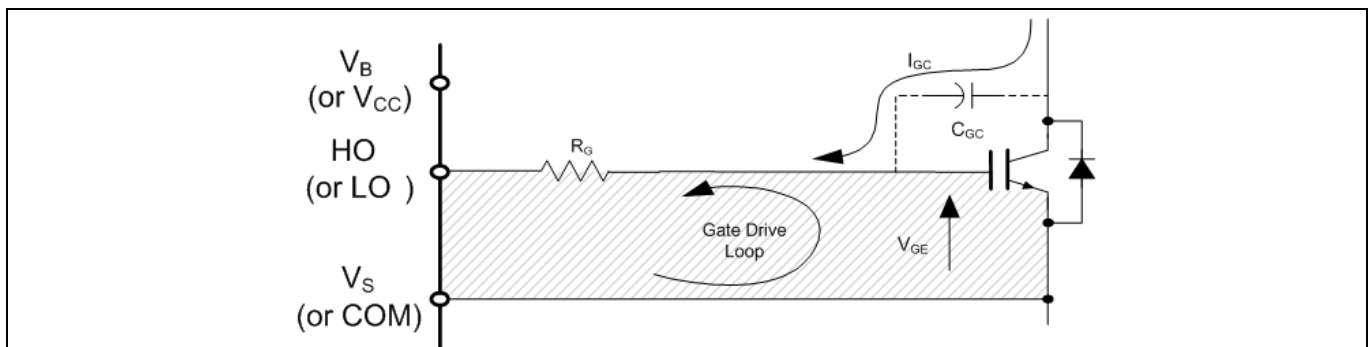 V_B
(or V_CC)
HO
(or LO )
V_S
(or COM)
R_G
I_GC
C_GC
Gate Drive
Loop
V_GE